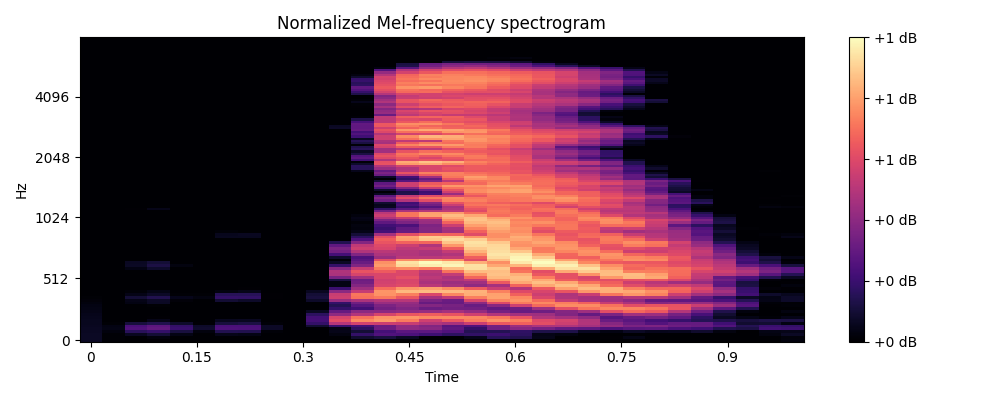 Normalized Mel-frequency spectrogram
Hz
4096
2048
1024
512
0
0 0.15 0.3 0.45 0.6 0.75 0.9
Time
+1 dB
+1 dB
+1 dB
+0 dB
+0 dB
+0 dB